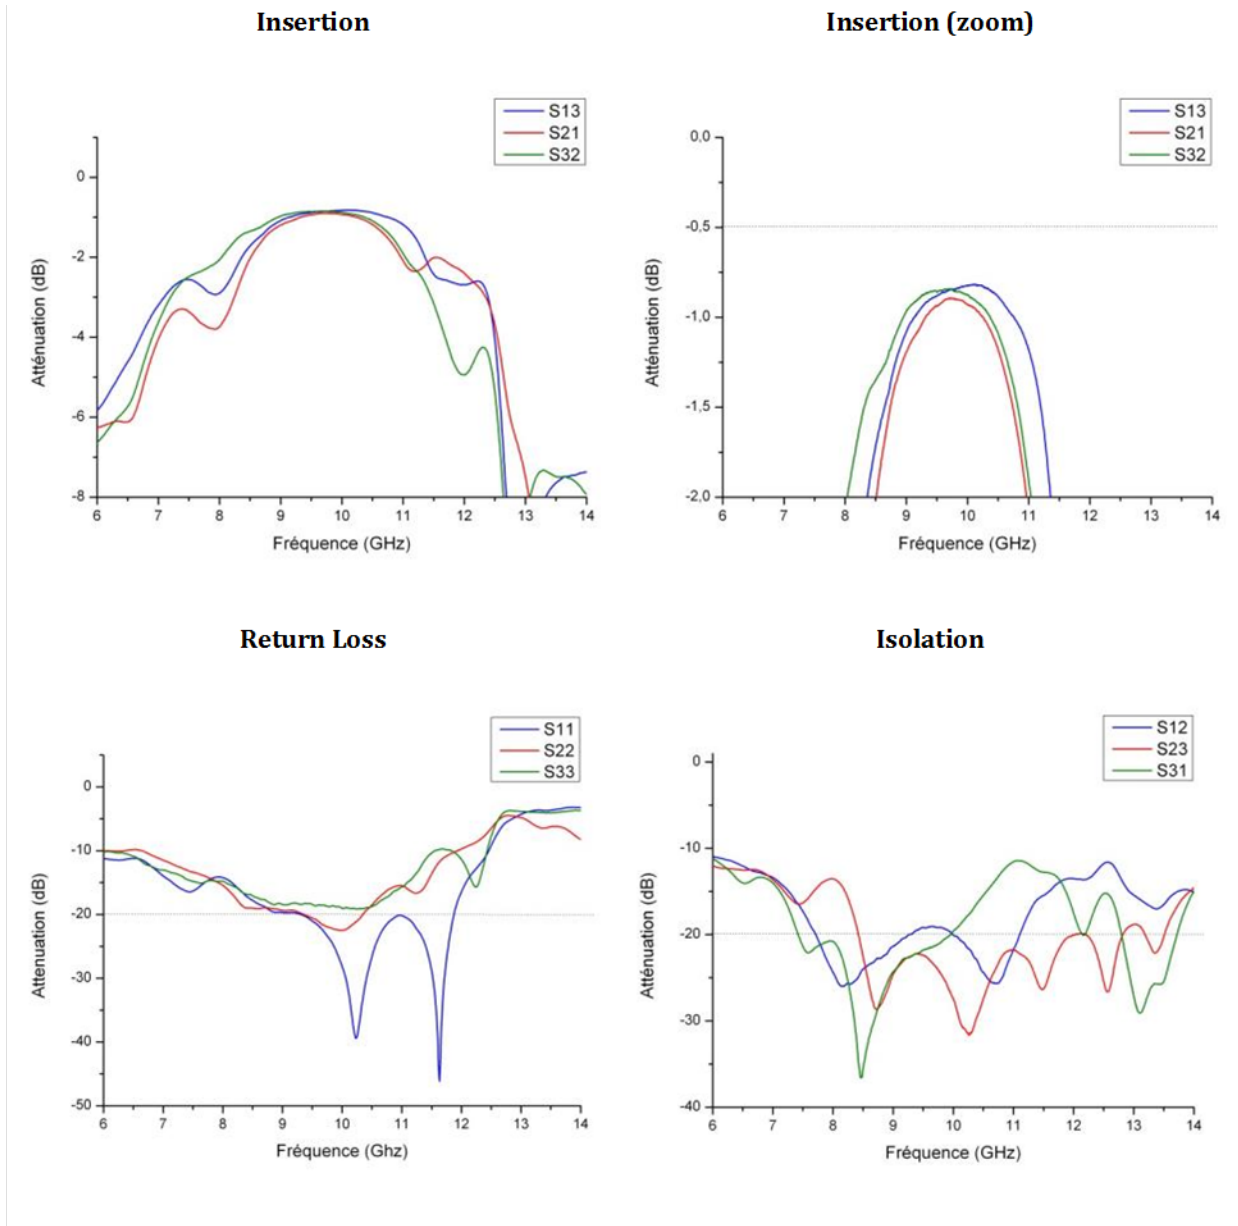 Insertion
Insertion (zoom)
S13
S21
S32
0
-2
-4
-6
-8
6 7 8 9 10 11 12 13 14
Atténuation (dB)
Fréquence (GHz)
S13
S21
S32
0,0
-0,5
-1,0
-1,5
-2,0
6 7 8 9 10 11 12 13 14
Atténuation (dB)
Fréquence (GHz)
Return Loss
Isolation
S11
S22
S33
0
-10
-20
-30
-40
-50
6 7 8 9 10 11 12 13 14
Attenuation (dB)
Fréquence (Ghz)
S12
S23
S31
0
-10
-20
-30
-40
6 7 8 9 10 11 12 13 14
Atténuation (dB)
Fréquence (GHz)